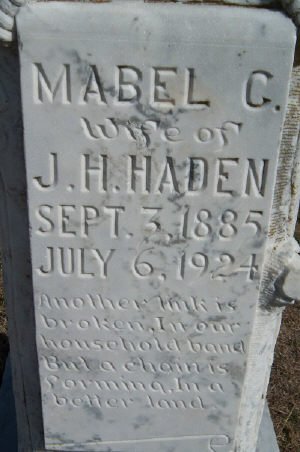 MABEL C.
Wife of
J. H. HADEN
SEPT. 3, 1885
JULY 6, 1924
Another link is
broken, In our
household band
But a chain is
forming, In a
better land